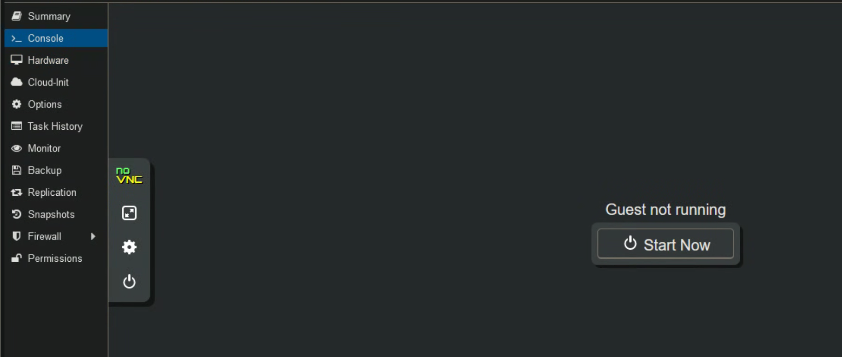 Summary
Console
Hardware
Cloud-Init
Options
Task History
Monitor
Backup
Replication
Snapshots
Firewall
Permissions
no
VNC
Guest not running
Start Now